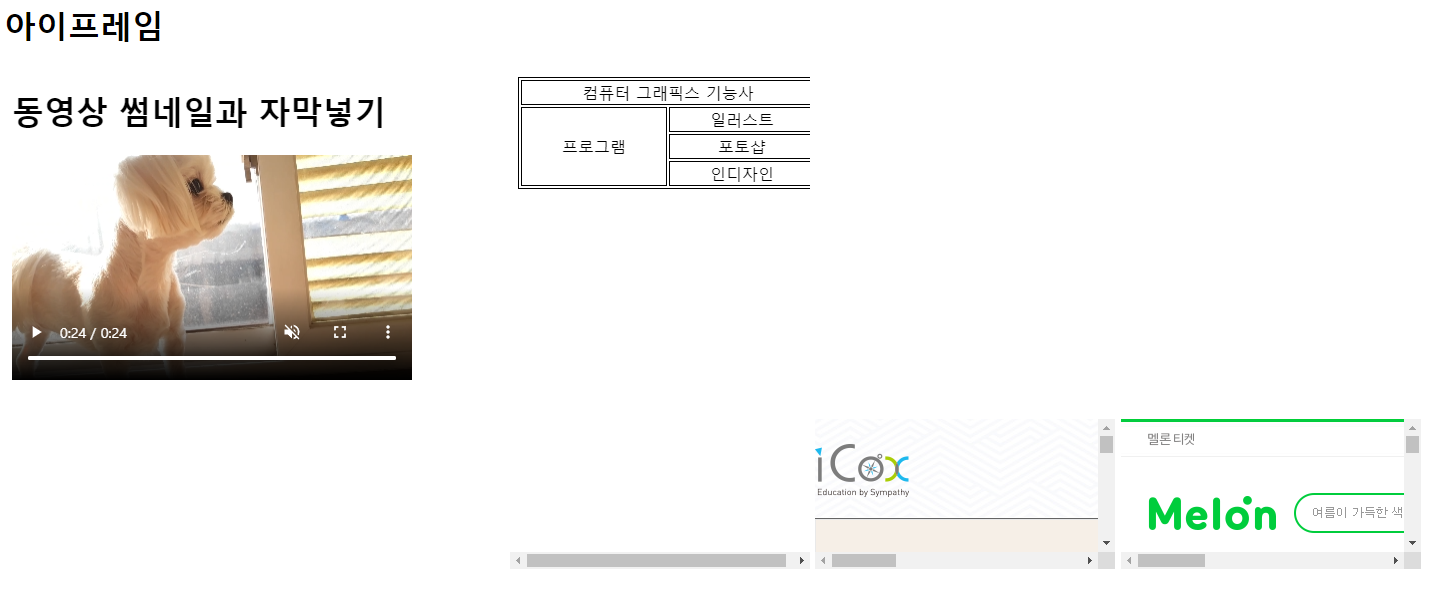 아이프레임
동영상 썸네일과 자막넣기
0:24 / 0:24
컴퓨터 그래픽스 기능사
프로그램
일러스트
포토샵
인디자인
iCox
Education by Sympathy
멜론티켓
Melon
여름이 가득한 색